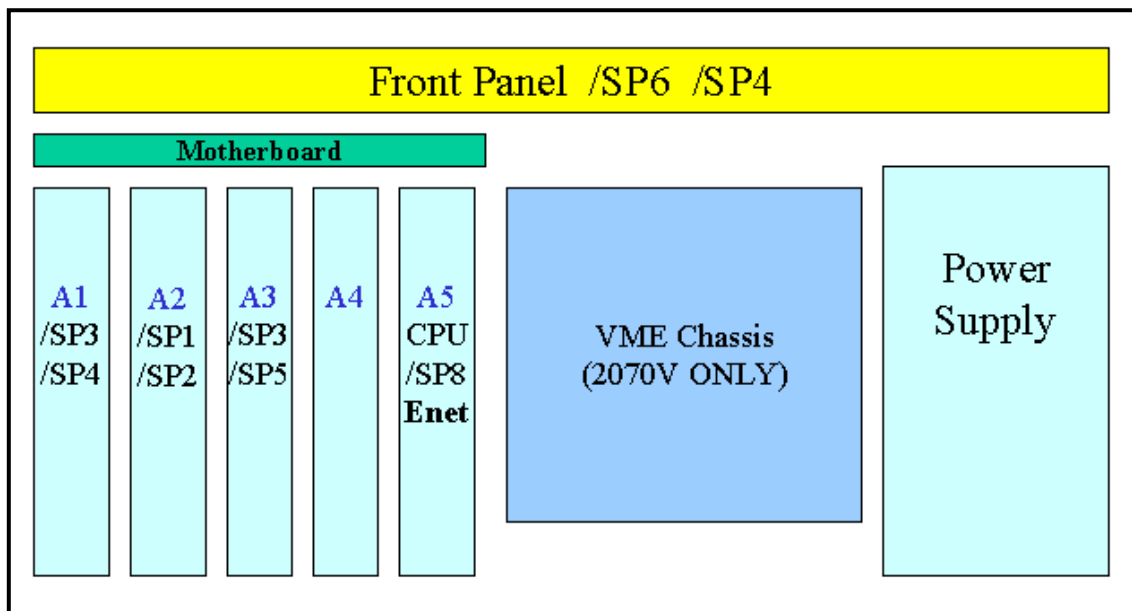 Front Panel /SP6 /SP4
Motherboard
A1
/SP3
/SP4
A2
/SP1
/SP2
A3
/SP3
/SP5
A4
A5
CPU
/SP8
Enet
VME Chassis
(2070V ONLY)
Power
Supply